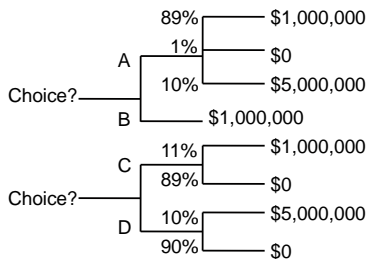 89% $1,000,000
1% $0
A
10% $5,000,000
Choice?
B $1,000,000
11% $1,000,000
C
89% $0
Choice?
10% $5,000,000
D
90% $0